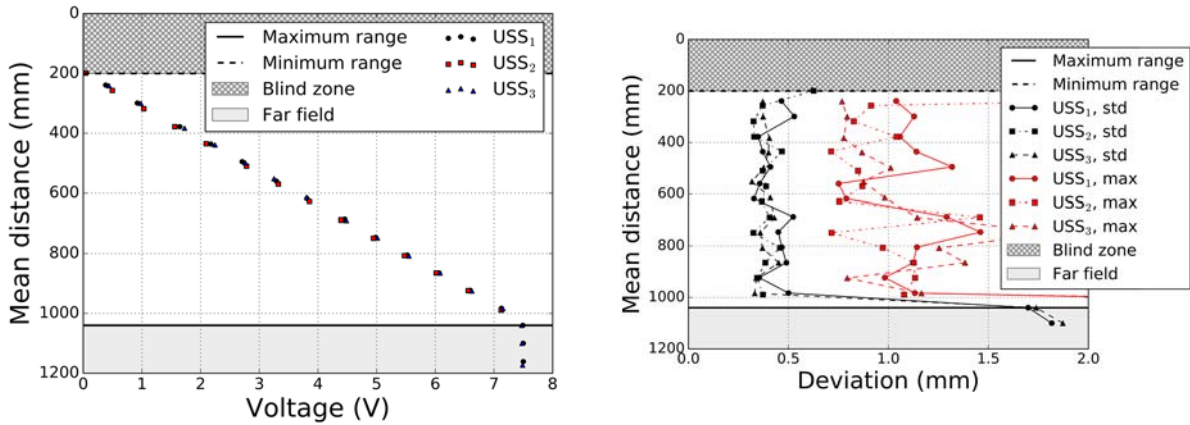 0
200
400
600
800
1000
1200
Mean distance (mm)
0 1 2 3 4 5 6 7 8
Voltage (V)
Maximum range
Minimum range
Blind zone
Far field
USS₁
USS₂
USS₃
0
200
400
600
800
1000
1200
Mean distance (mm)
0.0 0.5 1.0 1.5 2.0
Deviation (mm)
Maximum range
Minimum range
USS₁, std
USS₂, std
USS₃, std
USS₁, max
USS₂, max
USS₃, max
Blind zone
Far field